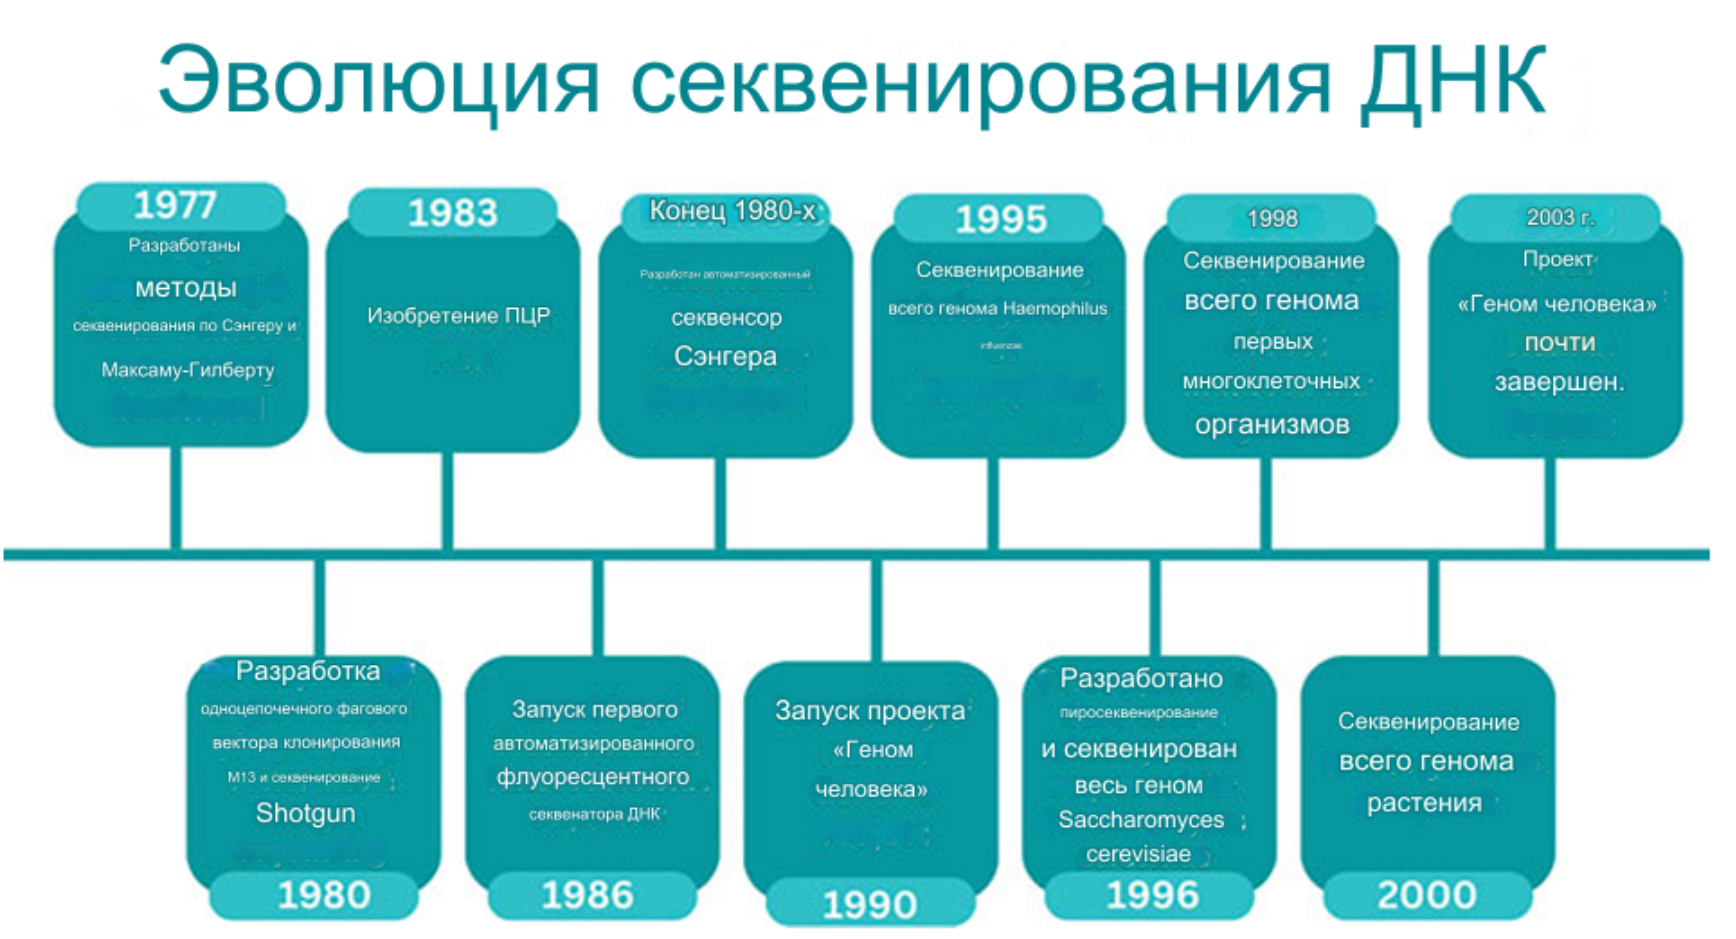 Эволюция секвенирования ДНК
1977
Разработаны
методы
секвенирования по Сэнгеру и
Максаму-Гилберту
1983
Изобретение ПЦР
Конец 1980-х
Разработан автоматизированный
секвенсор
Сэнгера
1995
Секвенирование
всего генома Haemophilus
influenzae
1998
Секвенирование
всего генома
первых
многоклеточных
организмов
2003 г.
Проект
«Геном человека»
почти
завершен.
Разработка
одноцепочечного фагового
вектора клонирования
M13 и секвенирование
Shotgun
1980
Запуск первого
автоматизированного
флуоресцентного
секвенатора ДНК
1986
Запуск проекта
«Геном
человека»
1990
Разработано
пиросеквенирование
и секвенирован
весь геном
Saccharomyces
cerevisiae
1996
Секвенирование
всего генома
растения
2000